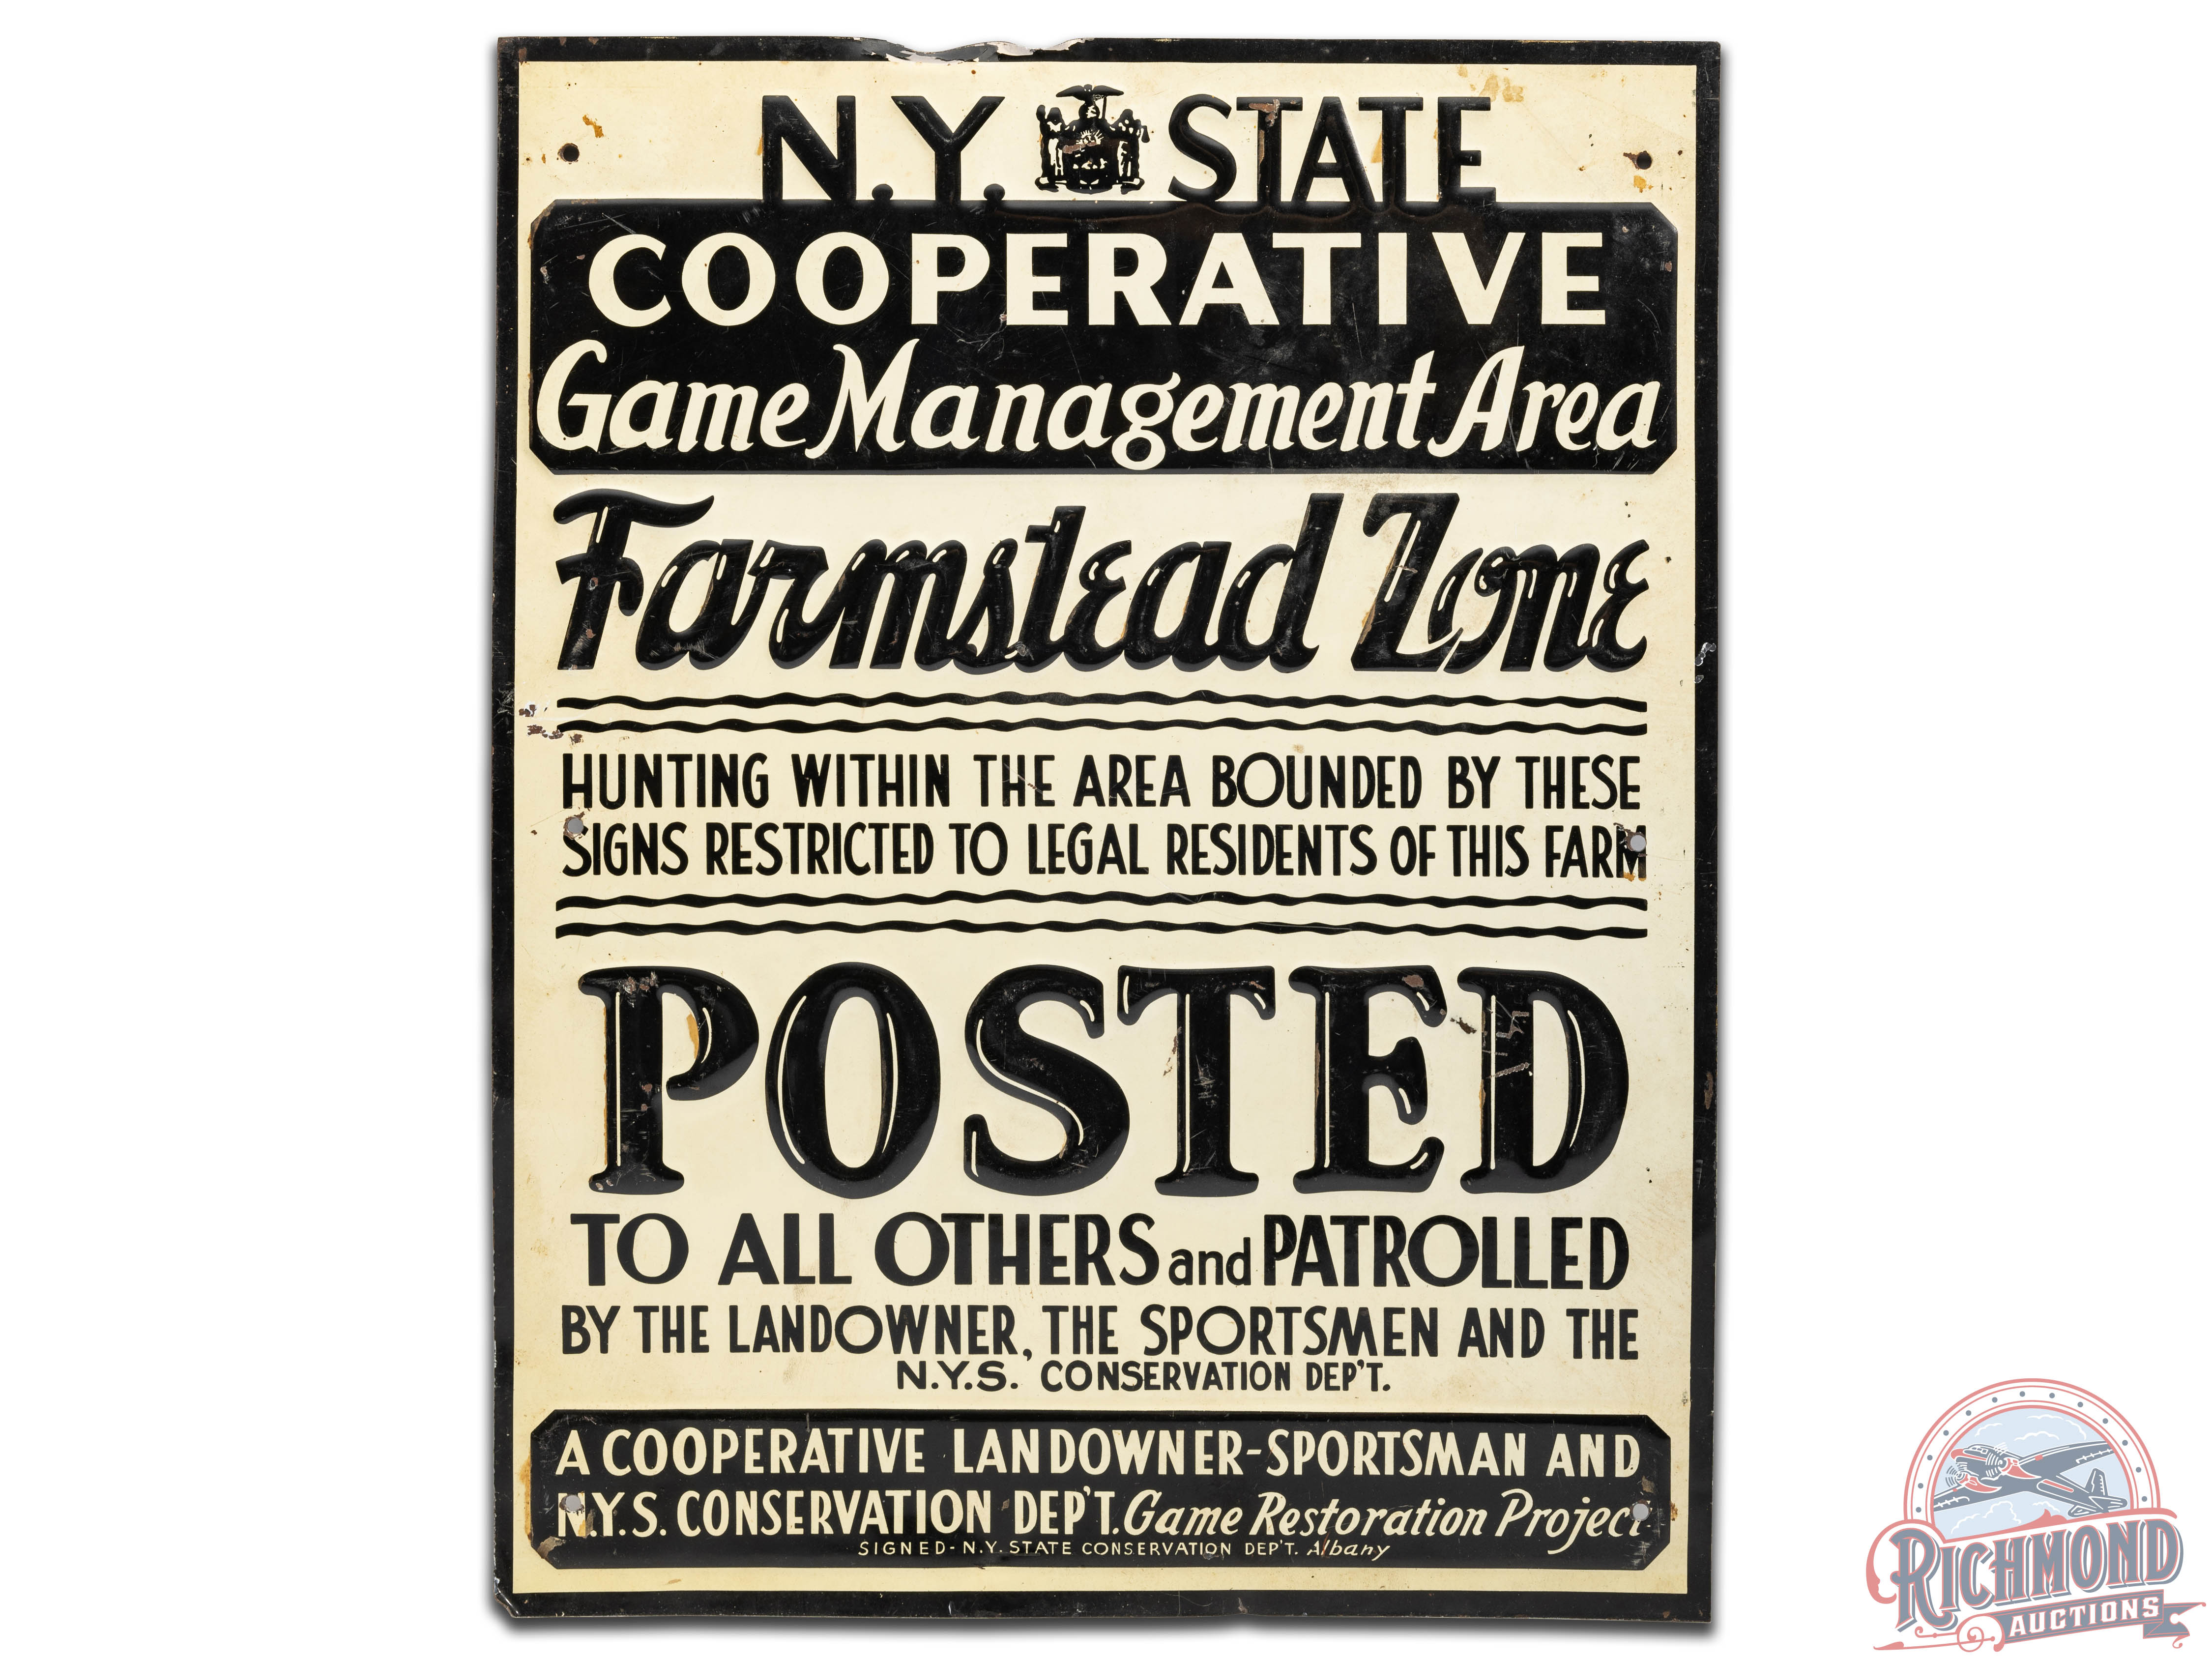 N.Y. STATE
COOPERATIVE
Game Management Area
Farmstead Zone
HUNTING WITHIN THE AREA BOUNDED BY THESE
SIGNS RESTRICTED TO LEGAL RESIDENTS OF THIS FARM
POSTED
TO ALL OTHERS and PATROLLED
BY THE LANDOWNER, THE SPORTSMEN AND THE
N.Y.S. CONSERVATION DEP'T.
A COOPERATIVE LANDOWNER-SPORTSMAN AND
N.Y.S. CONSERVATION DEP'T. Game Restoration Project
SIGNED - N.Y. STATE CONSERVATION DEP'T. Albany
RICHMOND
AUCTIONS